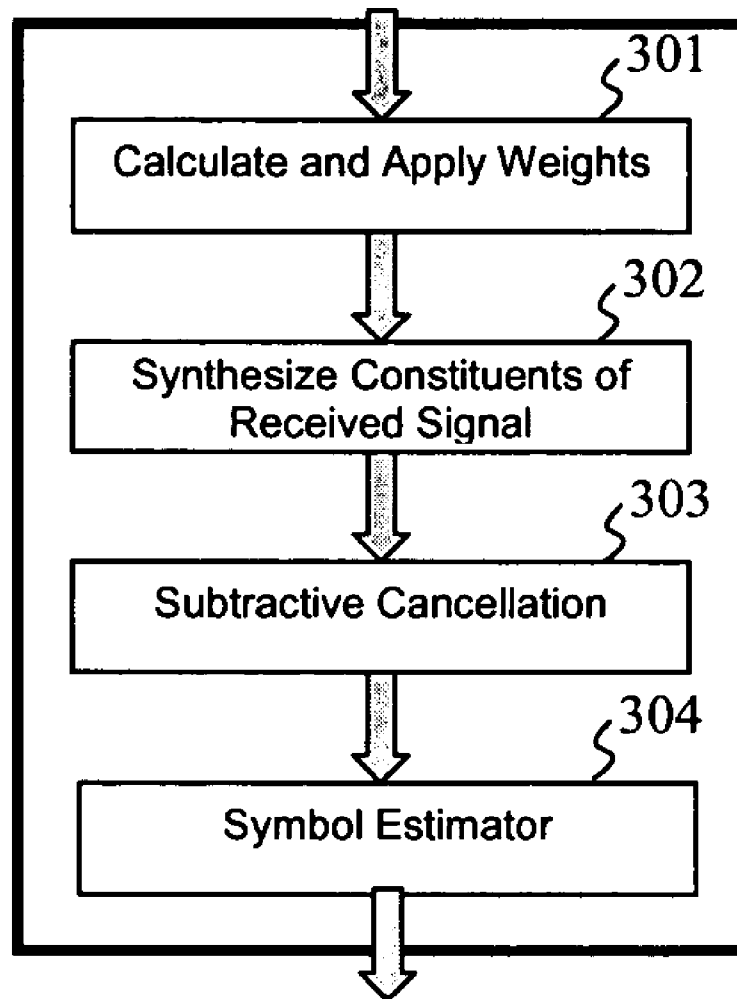 301
Calculate and Apply Weights
302
Synthesize Constituents of
Received Signal
303
Subtractive Cancellation
304
Symbol Estimator